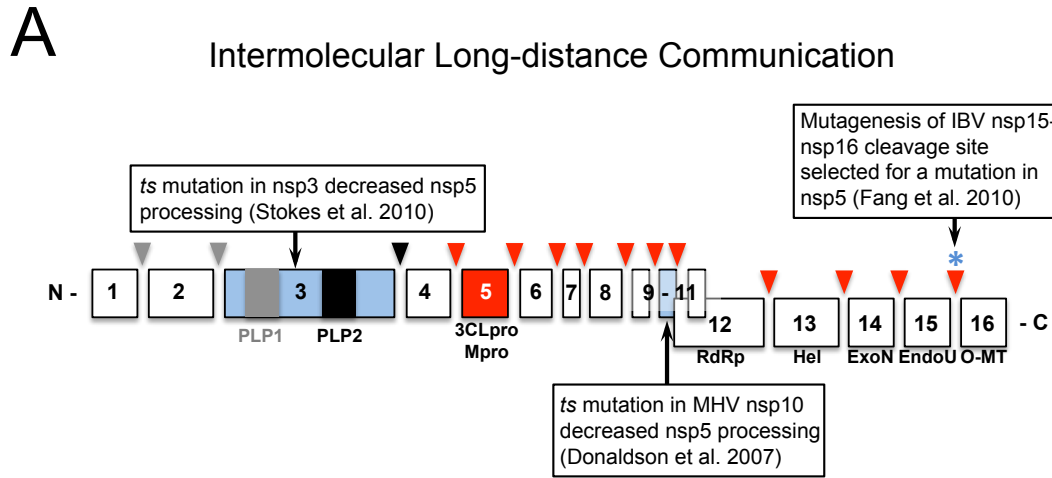 A
Intermolecular Long-distance Communication
Mutagenesis of IBV nsp15-
nsp16 cleavage site
selected for a mutation in
nsp5 (Fang et al. 2010)
ts mutation in nsp3 decreased nsp5
processing (Stokes et al. 2010)
*
N - 1 2 3 4 5 6 7 8 9 - 11
12 13 14 15 16 - C
PLP1 PLP2 3CLpro
Mpro
RdRp Hel ExoN EndoU O-MT
ts mutation in MHV nsp10
decreased nsp5 processing
(Donaldson et al. 2007)